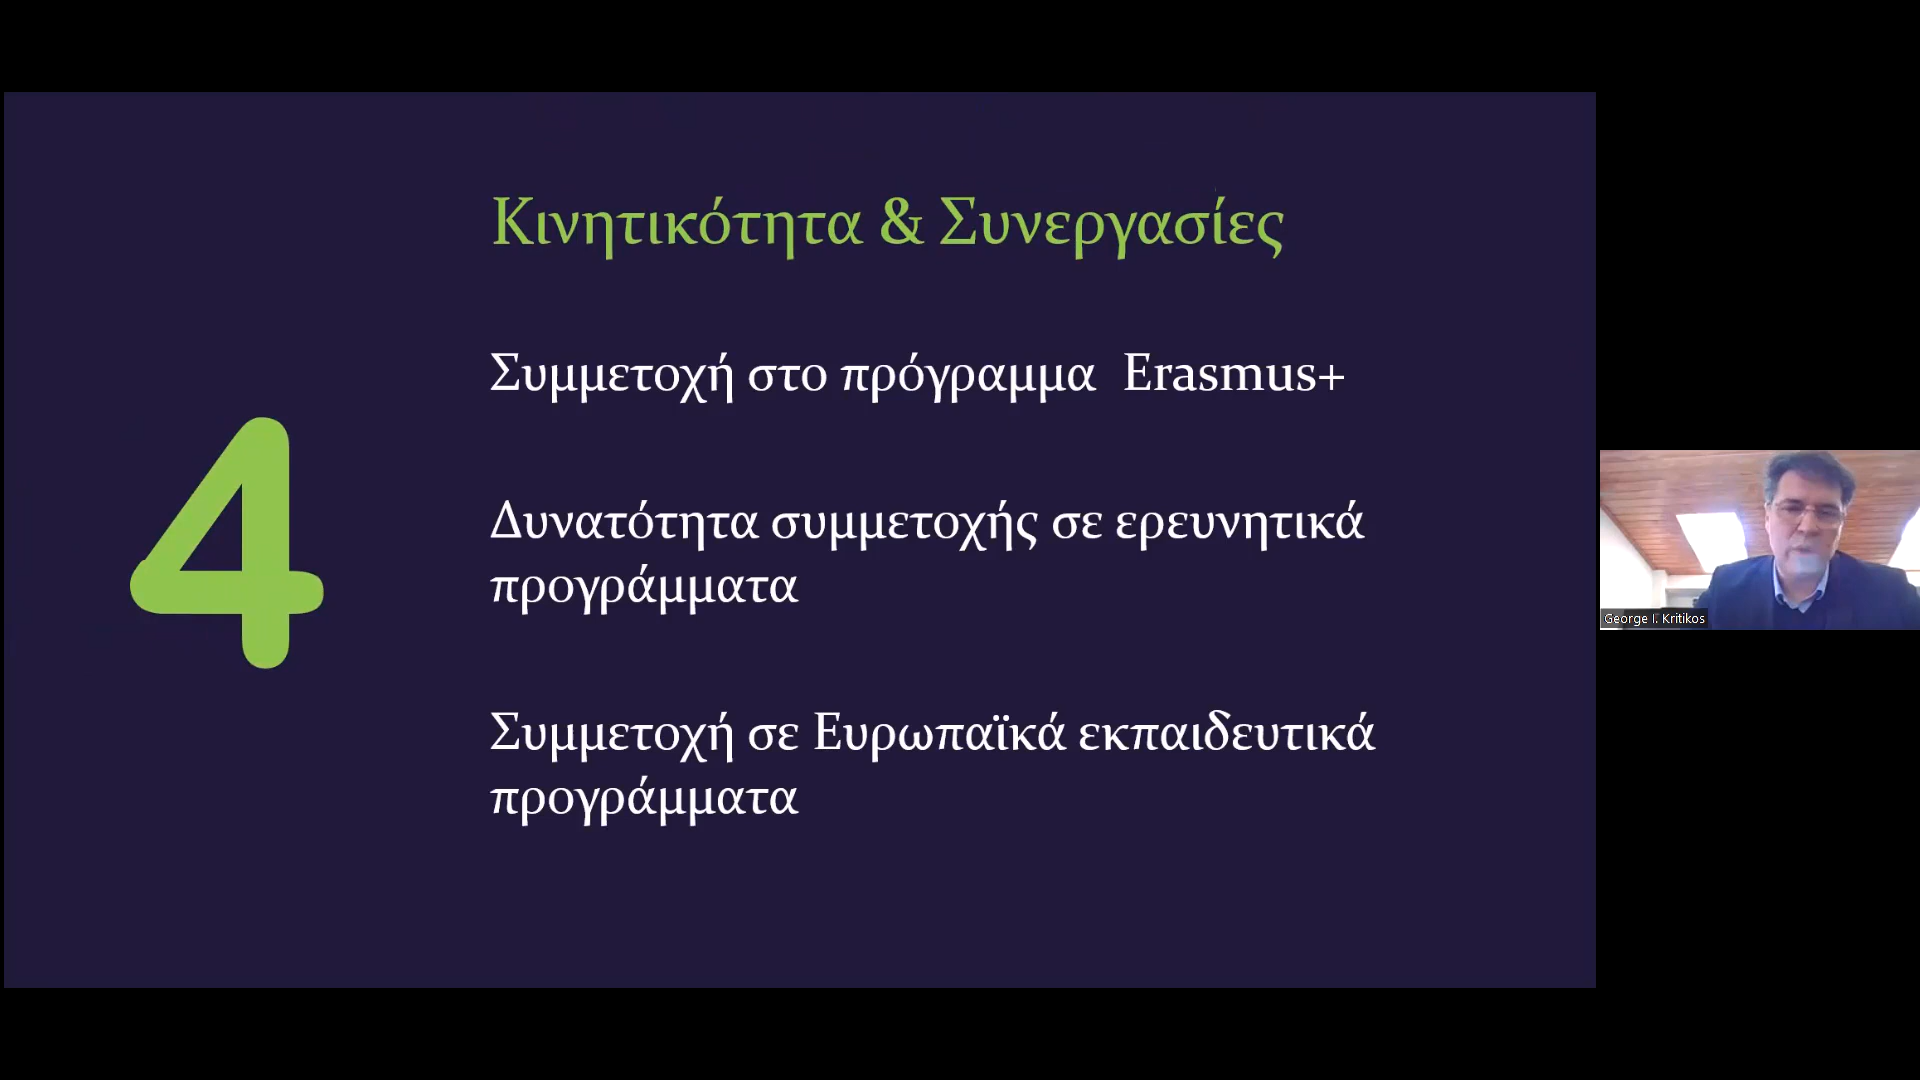 Κινητικότητα & Συνεργασίες
4
Συμμετοχή στο πρόγραμμα  Erasmus+
Δυνατότητα συμμετοχής σε ερευνητικά
προγράμματα
Συμμετοχή σε Ευρωπαϊκά εκπαιδευτικά
προγράμματα
George I. Kritikos